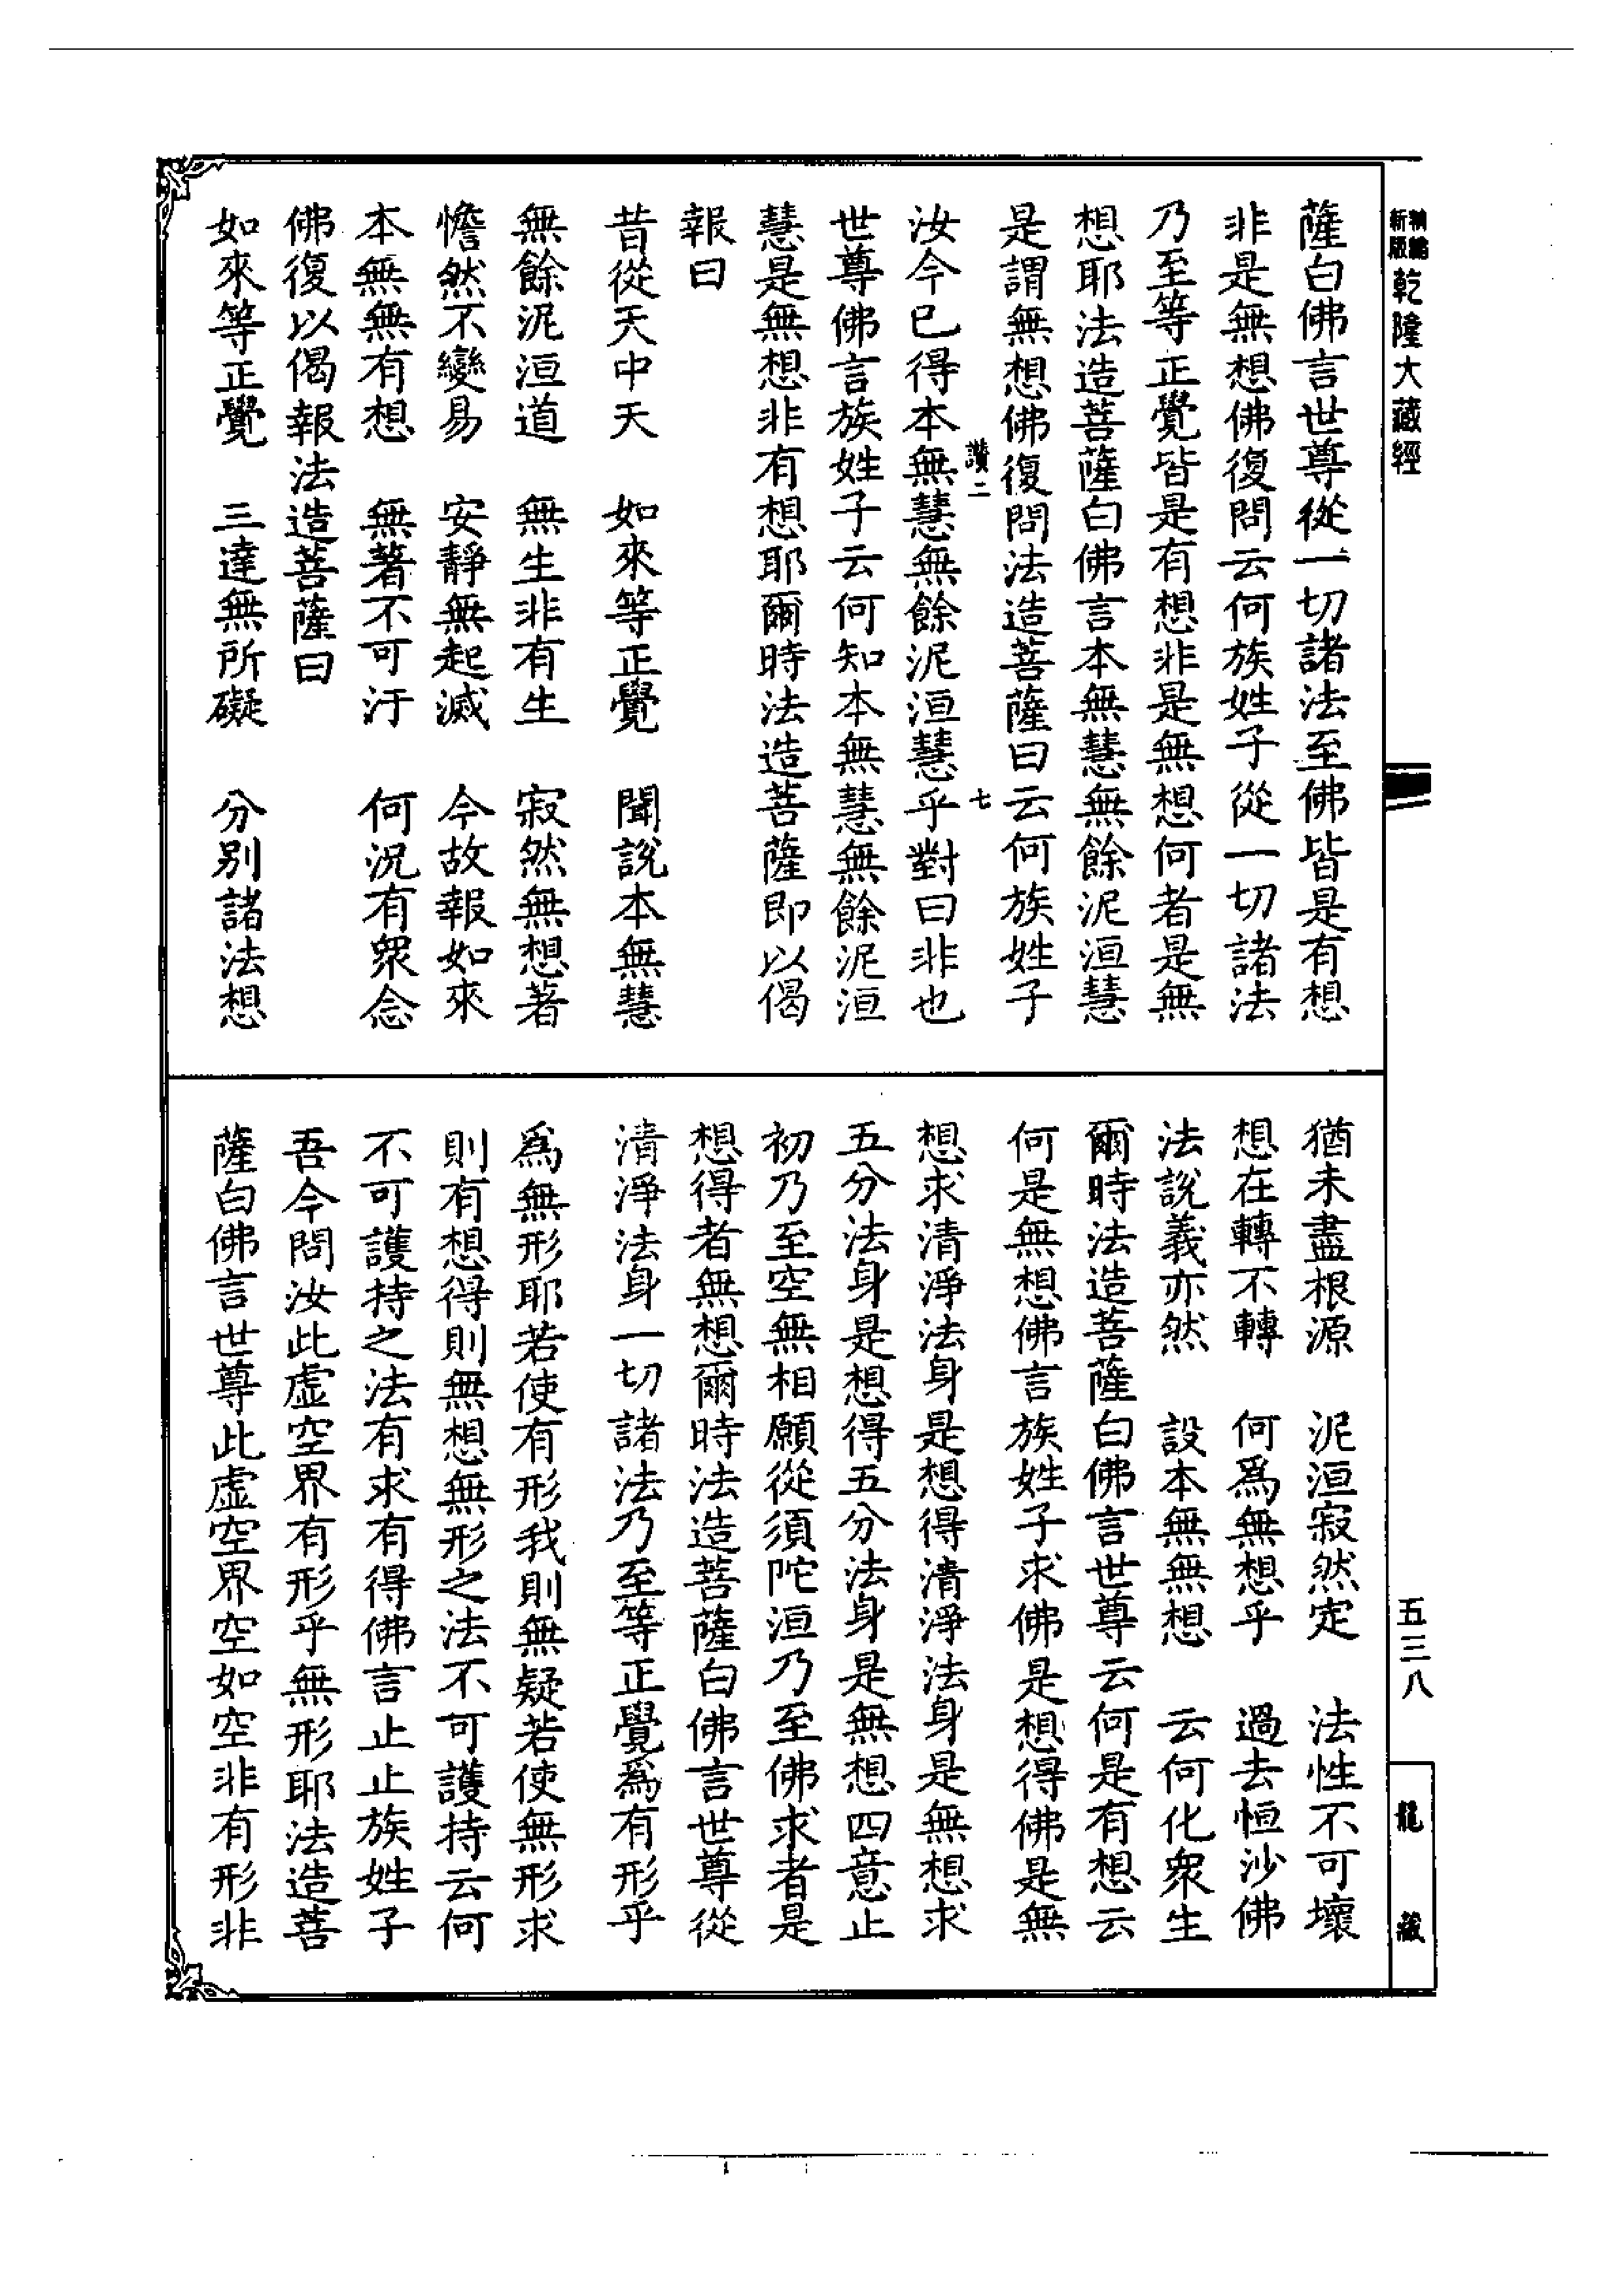 精縮新版乾隆大藏經
薩白佛言世尊從一切諸法至佛皆是有想
非是無想佛復問云何族姓子從一切諸法
乃至等正覺皆是有想非是無想何者是無
想耶法造菩薩白佛言本無慧無餘泥洹慧
是謂無想佛復問法造菩薩曰云何族姓子
讚二 七
汝今已得本無慧無餘泥洹慧乎對曰非也
世尊佛言族姓子云何知本無慧無餘泥洹
慧是無想非有想耶爾時法造菩薩即以偈
報曰
昔從天中天 如來等正覺 聞說本無慧
無餘泥洹道 無生非有生 寂然無想著
憺然不變易 安靜無起滅 今故報如來
本無無有想 無著不可汙 何況有眾念
佛復以偈報法造菩薩曰
如來等正覺 三達無所礙 分別諸法想
猶未盡根源 泥洹寂然定 法性不可壞
想在轉不轉 何爲無想乎 過去恒沙佛
法說義亦然 設本無無想 云何化眾生
爾時法造菩薩白佛言世尊云何是有想云
何是無想佛言族姓子求佛是想得佛是無
想求清淨法身是想得清淨法身是無想求
五分法身是想得五分法身是無想四意止
初乃至空無相願從須陀洹乃至佛求者是
想得者無想爾時法造菩薩白佛言世尊從
清淨法身一切諸法乃至等正覺爲有形乎
爲無形耶若使有形我則無疑若使無形求
則有想得則無想無形之法不可護持云何
不可護持之法有求有得佛言止止族姓子
吾今問汝此虛空界有形乎無形耶法造菩
薩白佛言世尊此虛空界空如空非有形非
五三八
龍藏